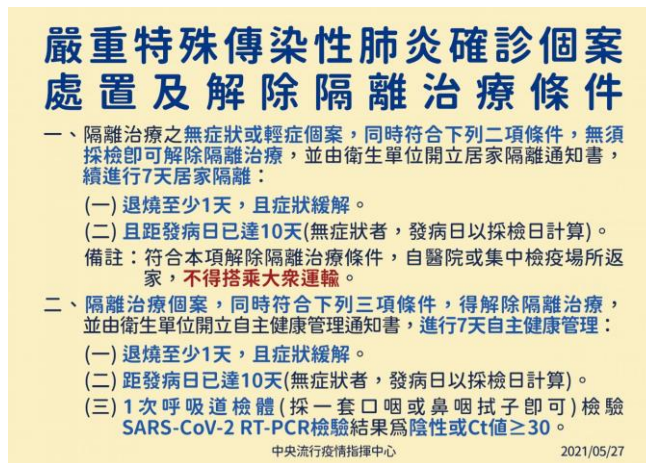 嚴重特殊傳染性肺炎確診個案
處置及解除隔離治療條件
一、隔離治療之無症狀或輕症個案，同時符合下列二項條件，無須
採檢即可解除隔離治療，並由衛生單位開立居家隔離通知書，
續進行7天居家隔離：
(一) 退燒至少1天，且症狀緩解。
(二) 且距發病日已達10天(無症狀者，發病日以採檢日計算)。
備註：符合本項解除隔離治療條件，自醫院或集中檢疫場所返
家，不得搭乘大眾運輸。
二、隔離治療個案，同時符合下列三項條件，得解除隔離治療，
並由衛生單位開立自主健康管理通知書，進行7天自主健康管理：
(一) 退燒至少1天，且症狀緩解。
(二) 距發病日已達10天(無症狀者，發病日以採檢日計算)。
(三) 1次呼吸道檢體(採一套口咽或鼻咽拭子即可)檢驗
SARS-CoV-2 RT-PCR檢驗結果為陰性或Ct值≥30。
中央流行疫情指揮中心 2021/05/27